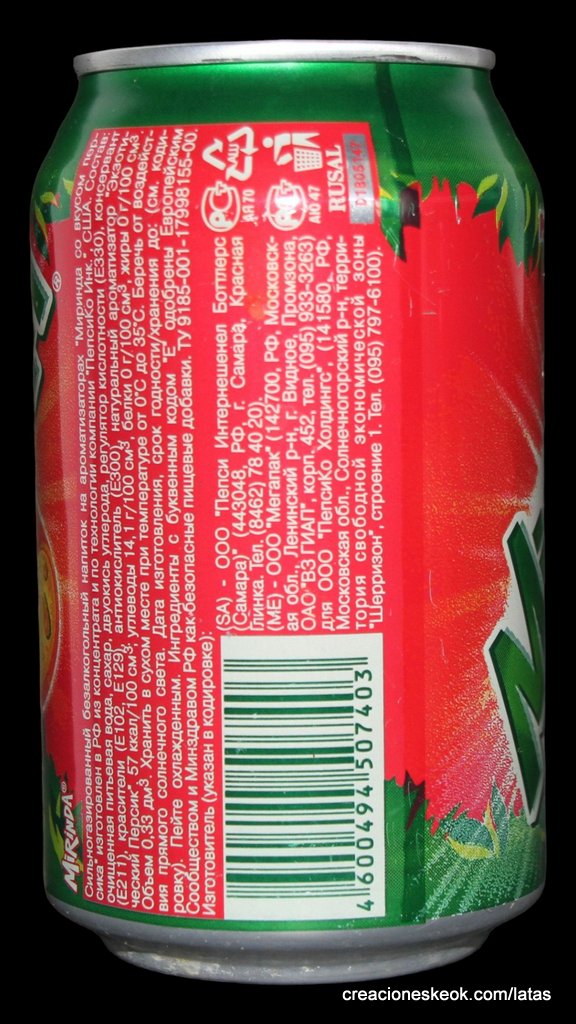 MIRINDA®
Сильногазированный безалкогольный напиток на ароматизаторах "Миринда со вкусом пер-
сика изготовлен в РФ из концентрата и по технологии компании "ПепсиКо Инк." США. Состав:
очищенная питьевая вода, сахар, двуокись углерода, регулятор кислотности (Е330), консервант
(Е211), красители (Е102, Е129), антиокислитель (Е300), натуральный ароматизатор "Экзоти-
ческий Персик". 57 ккал/100 см³, углеводы 14,1 г/100 см³, белки 0 г/100 см³, жиры 0 г/100 см³
Объем 0,33 дм³ Хранить в сухом месте при температуре от 0°С до 35°С. Беречь от воздейст-
вия прямого солнечного света. Дата изготовления, срок годности/хранения до: (см. коди-
ровку). Пейте охлажденным. Ингредиенты с буквенным кодом "Е" одобрены Европейским
Сообществом и Минздравом РФ как безопасные пищевые добавки. ТУ 9185-001-17998155-00.
Изготовитель (указан в кодировке):
(SA) - ООО "Пепси Интернешенал Боттлерс
(Самара)" (443048, РФ, г. Самара, Красная
Глинка. Тел. (8462) 78 40 20).
(МЕ) - ООО "Мегапак" (142700, РФ, Московск-
ая обл., Ленинский р-н, г. Видное, Промзона,
ОАО "ВЗ ГИАП", корп. 452, тел. (095) 933-3263)
для ООО "ПепсиКо Холдингс", (141580, РФ,
Московская обл., Солнечногорский р-н, терри-
тория свободной экономической зоны
"Шерризон", строение 1. Тел. (095) 797-6100).
4 600494 507403
АЯ 70
АЮ 47
RUSAL
®
creacioneskeok.com/latas